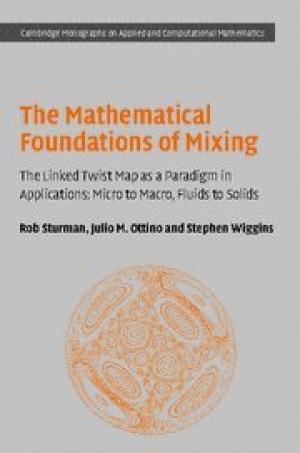 Cambridge Monographs on Applied and Computational Mathematics
The Mathematical
Foundations of Mixing
The Linked Twist Map as a Paradigm in
Applications: Micro to Macro, Fluids to Solids
Rob Sturman, Julio M. Ottino and Stephen Wiggins